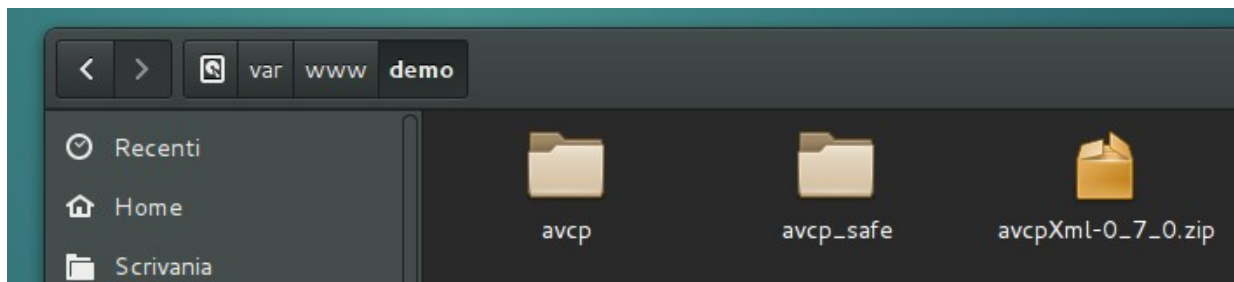 var www demo
Recenti
Home
Scrivania
avcp avcp_safe avcpXml-0_7_0.zip